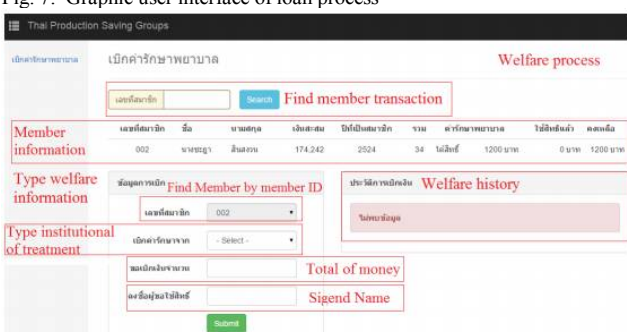 Fig. 7. Graphic user interface of loan process
Thai Production Saving Groups
เบิกค่ารักษาพยาบาล
เบิกค่ารักษาพยาบาล
Welfare process
เลขที่สมาชิก
Search
Find member transaction
Member information
เลขที่สมาชิก ชื่อ นามสกุล เงินสะสม ปีที่เป็นสมาชิก รวม ค่ารักษาพยาบาล ใช้สิทธิแล้ว คงเหลือ
002 174,242 2524 34 ได้สิทธิ์ 1200 บาท 0 บาท 1200 บาท
Type welfare information
ข้อมูลการเบิก
Find Member by member ID
ประวัติการเบิกเงิน
Welfare history
เลขที่สมาชิก
002
ไม่พบข้อมูล
Type institutional of treatment
เบิกค่ารักษาจาก
- Select -
ขอเบิกเงินจำนวน
Total of money
ลงชื่อผู้ขอใช้สิทธิ์
Sigend Name
Submit